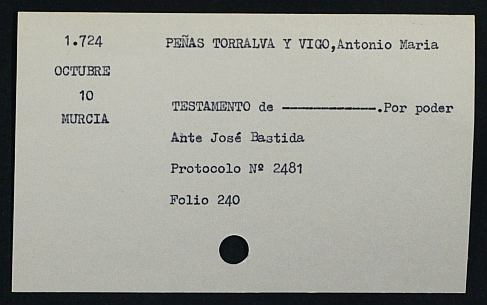 1.724
OCTUBRE
10
MURCIA
PEÑAS TORRALVA Y VIGO,Antonio Maria
TESTAMENTO de ——————.Por poder
Ante José Bastida
Protocolo Nº 2481
Folio 240